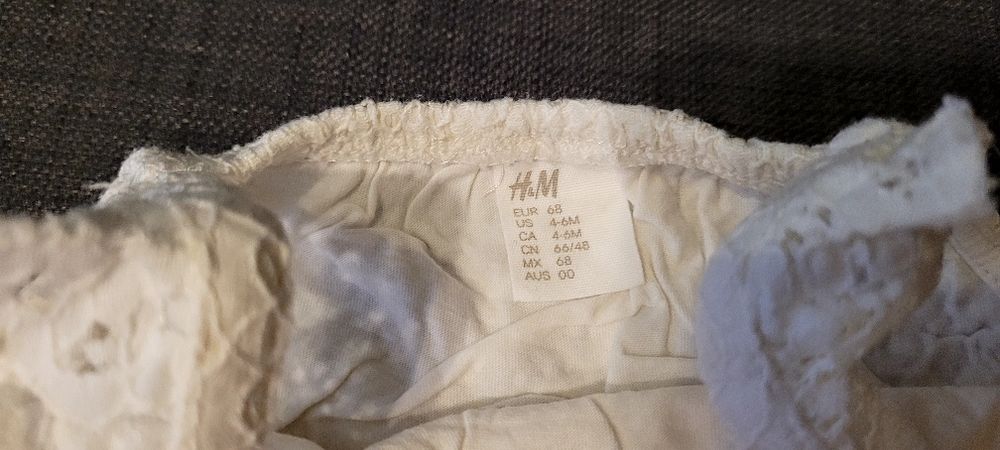 H&M
EUR 68
US 4-6M
CA 4-6M
CN 66/48
MX 68
AUS 00